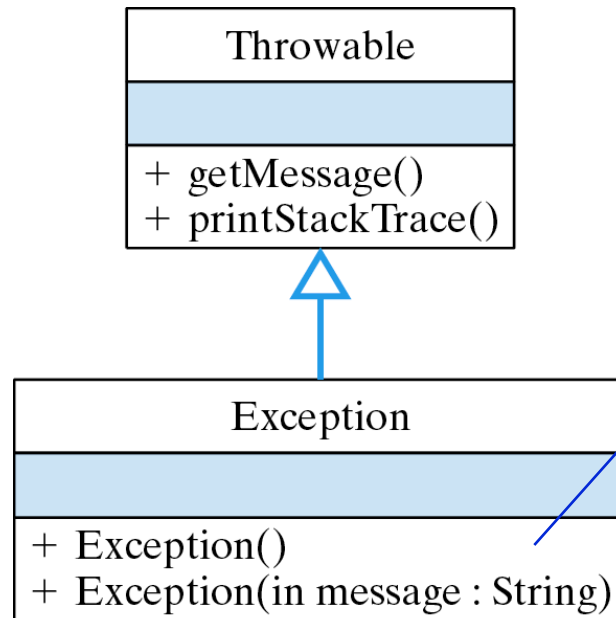 Throwable
+ getMessage()
+ printStackTrace()
Exception
+ Exception()
+ Exception(in message : String)